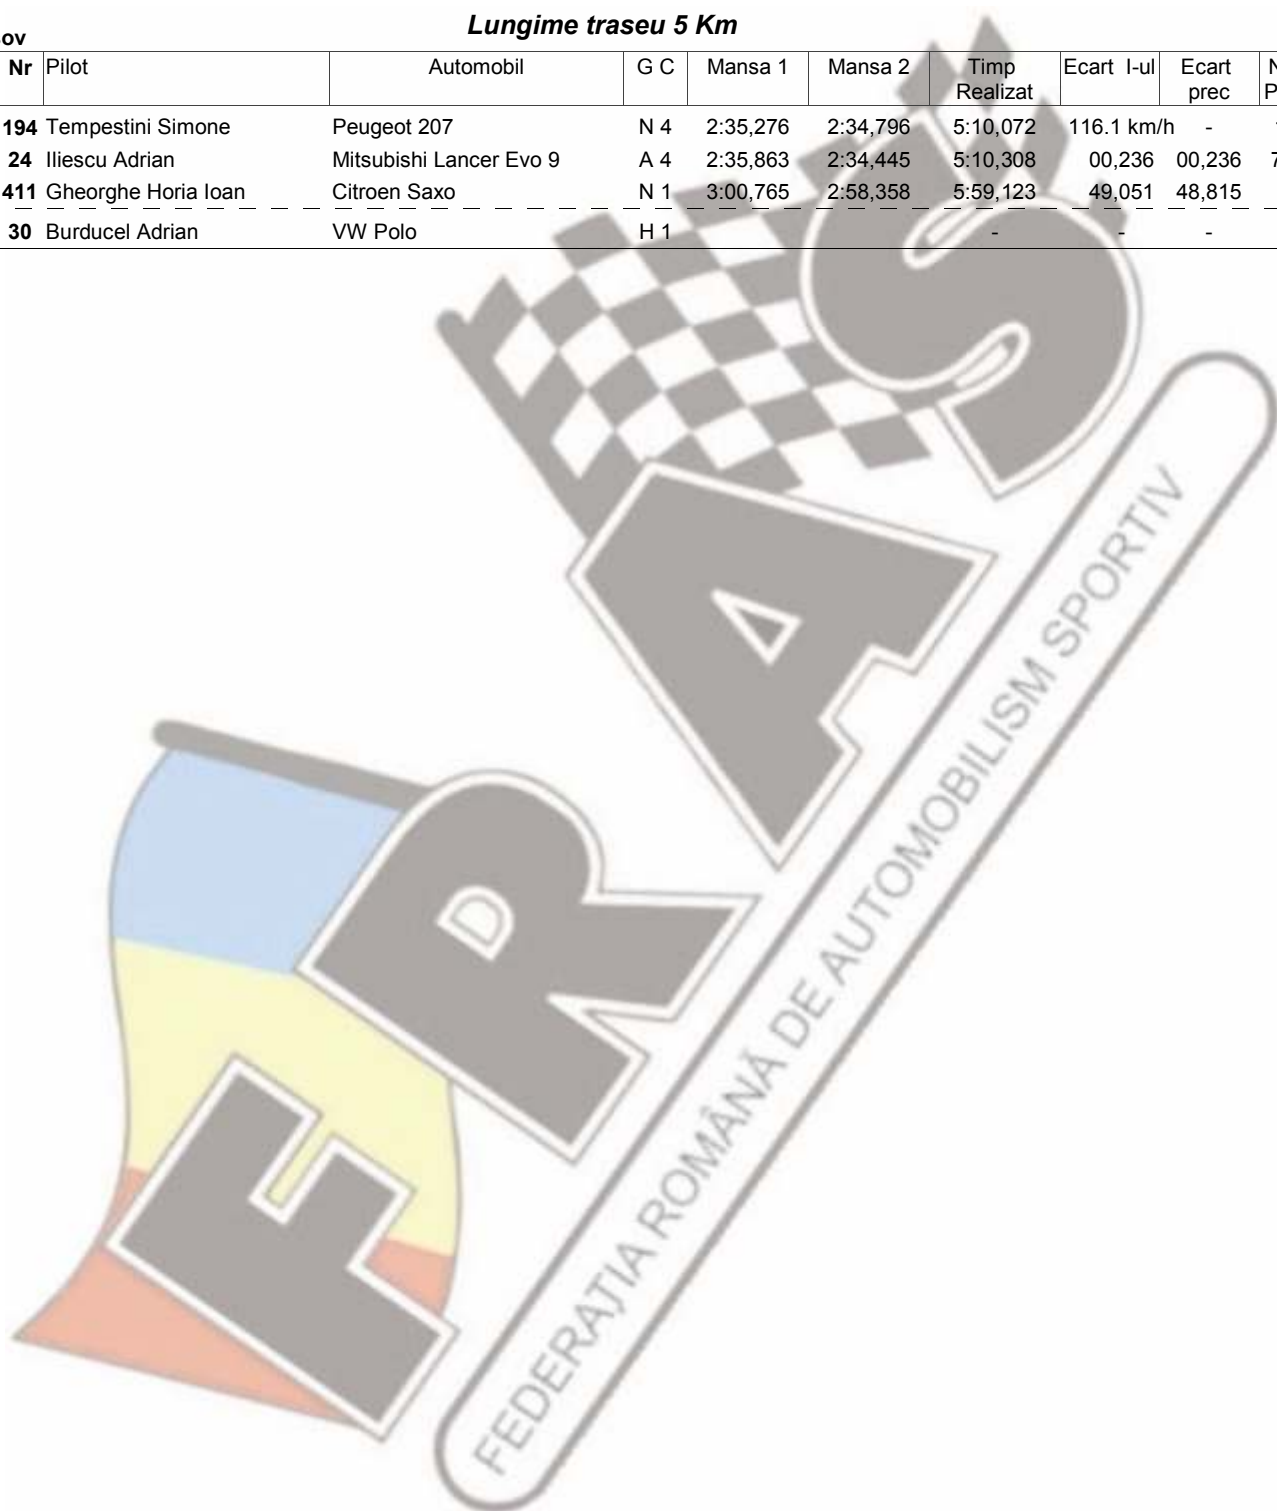 ov
Lungime traseu 5 Km
Nr Pilot Automobil G C Mansa 1 Mansa 2 Timp Realizat Ecart I-ul Ecart prec
194 Tempestini Simone Peugeot 207 N 4 2:35,276 2:34,796 5:10,072 116.1 km/h -
24 Iliescu Adrian Mitsubishi Lancer Evo 9 A 4 2:35,863 2:34,445 5:10,308 00,236 00,236
411 Gheorghe Horia Ioan Citroen Saxo N 1 3:00,765 2:58,358 5:59,123 49,051 48,815
30 Burducel Adrian VW Polo H 1 - - -
FRAS
FEDERAŢIA ROMÂNĂ DE AUTOMOBILISM SPORTIV